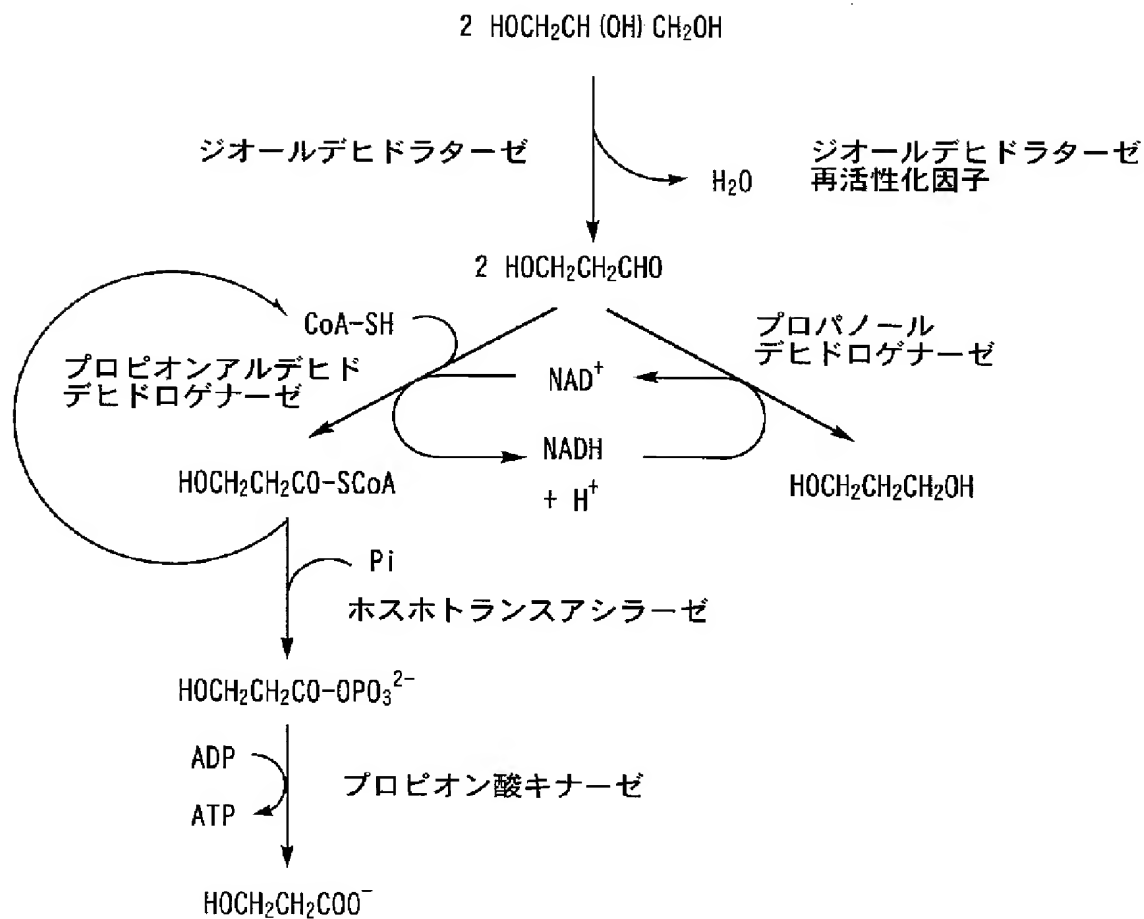 2 HOCH₂CH (OH) CH₂OH
ジオールデヒドラターゼ
H₂O
ジオールデヒドラターゼ
再活性化因子
2 HOCH₂CH₂CHO
CoA-SH
プロパノール
デヒドロゲナーゼ
プロピオンアルデヒド
デヒドロゲナーゼ
NAD⁺
NADH
+ H⁺
HOCH₂CH₂CO-SCoA
HOCH₂CH₂CH₂OH
Pi
ホスホトランスアシラーゼ
HOCH₂CH₂CO-OPO₃²⁻
ADP
プロピオン酸キナーゼ
ATP
HOCH₂CH₂COO⁻